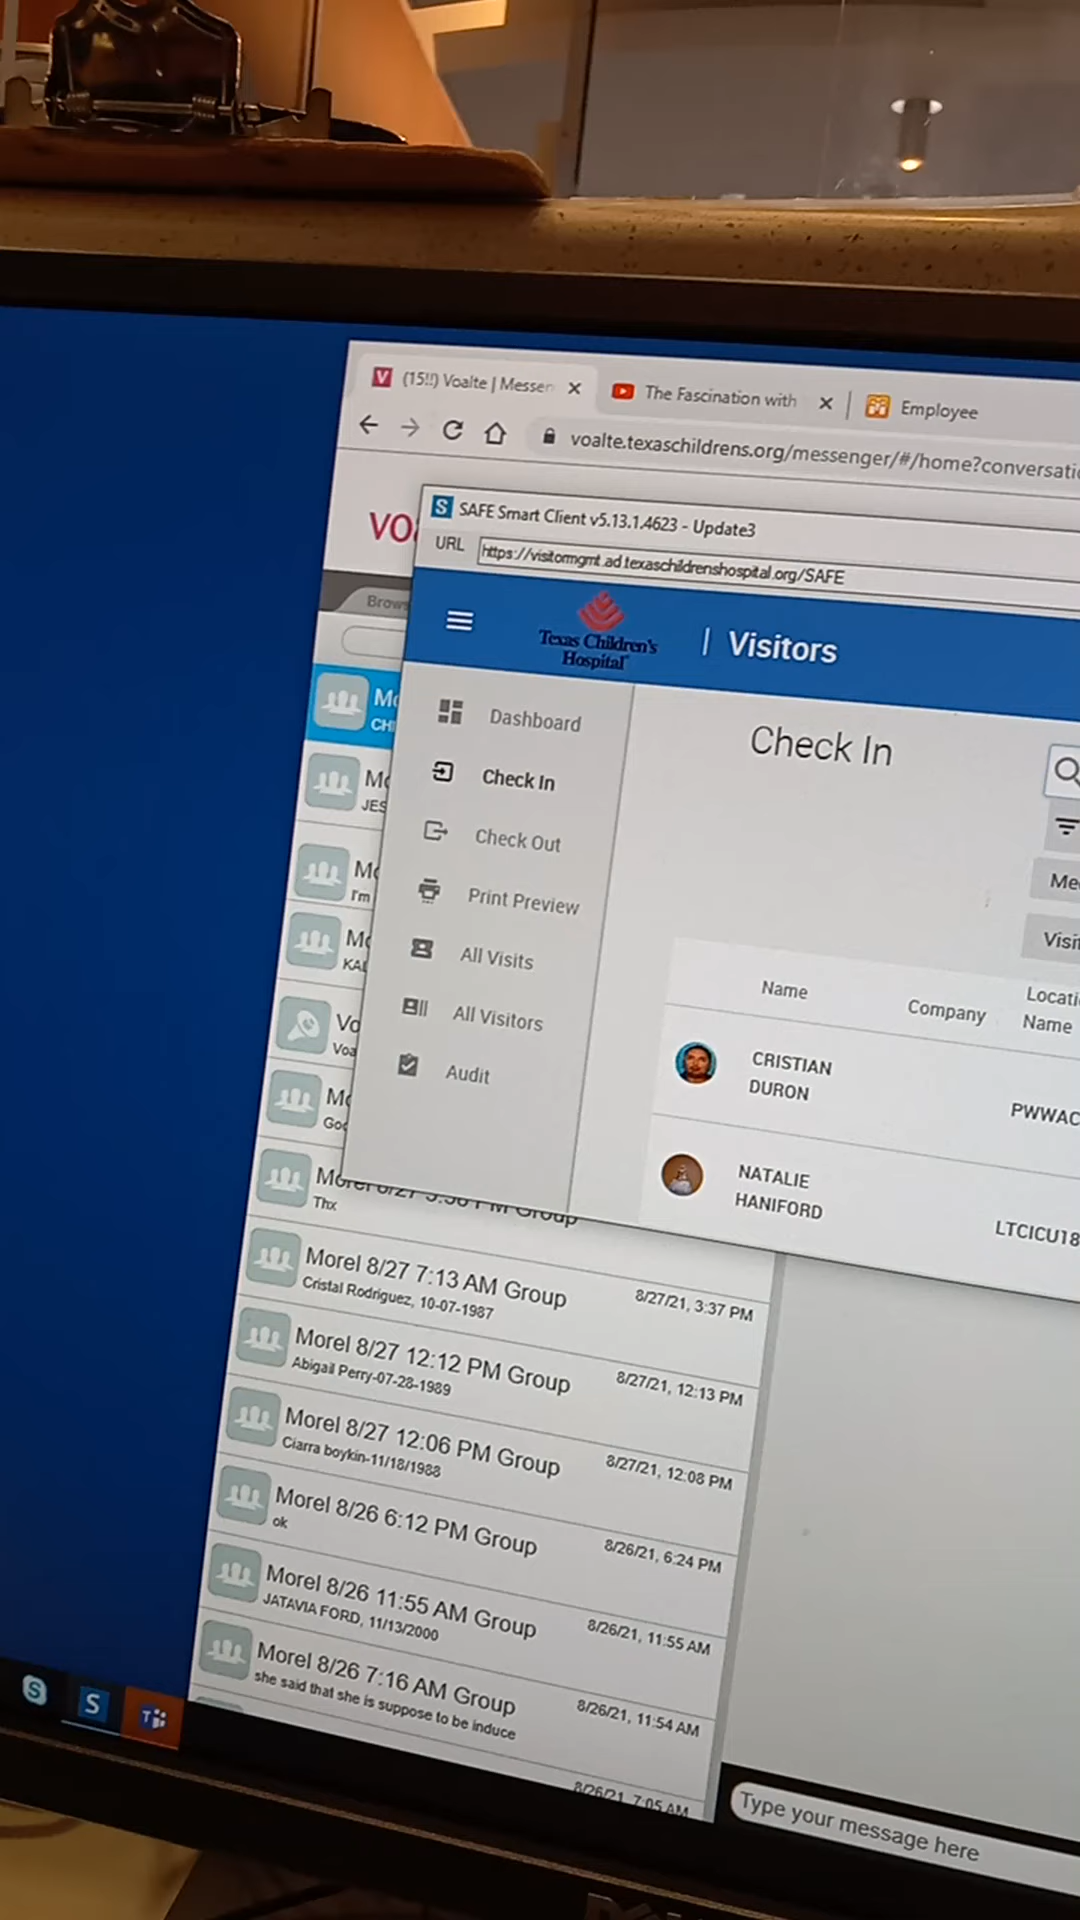 (15!!) Voalte | Messen
The Fascination with
Employee
voalte.texaschildrens.org/messenger/#/home?conversatio
SAFE Smart Client v5.13.1.4623 - Update3
URL
https://visitormgmt.ad.texaschildrenshospital.org/SAFE
Texas Children's
Hospital
| Visitors
Dashboard
Check In
Check Out
Print Preview
All Visits
All Visitors
Audit
Check In
Name
Company
Name
CRISTIAN
DURON
PWWAC
NATALIE
HANIFORD
LTCICU18
I'm
Thx
Morel 8/27 7:13 AM Group
8/27/21, 3:37 PM
Cristal Rodriguez, 10-07-1987
Morel 8/27 12:12 PM Group
8/27/21, 12:13 PM
Abigail Perry-07-28-1989
Morel 8/27 12:06 PM Group
8/27/21, 12:08 PM
Ciarra boykin-11/18/1988
Morel 8/26 6:12 PM Group
8/26/21, 6:24 PM
ok
Morel 8/26 11:55 AM Group
8/26/21, 11:55 AM
JATAVIA FORD, 11/13/2000
Morel 8/26 7:16 AM Group
8/26/21, 11:54 AM
she said that she is suppose to be induce
8/26/21, 7:05 AM
Type your message here